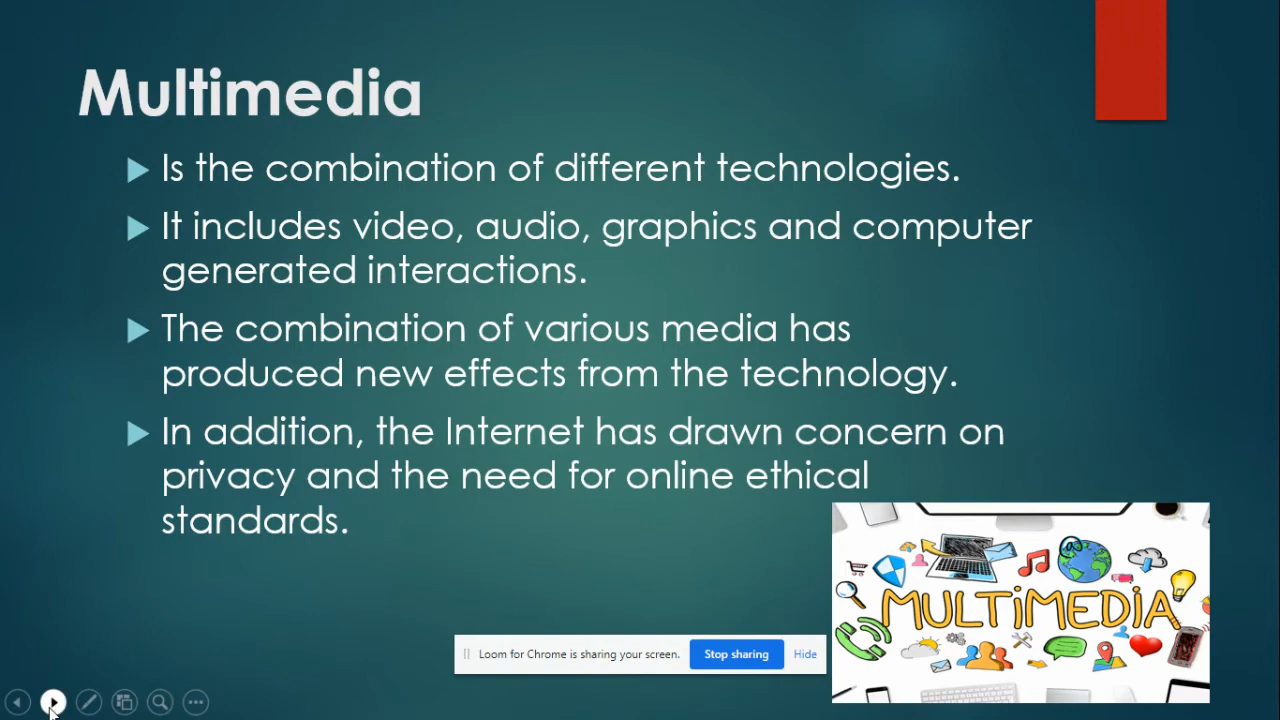 Multimedia
Is the combination of different technologies.
It includes video, audio, graphics and computer
generated interactions.
The combination of various media has
produced new effects from the technology.
In addition, the Internet has drawn concern on
privacy and the need for online ethical
standards.
MULTiMEDiA
Loom for Chrome is sharing your screen. Stop sharing Hide